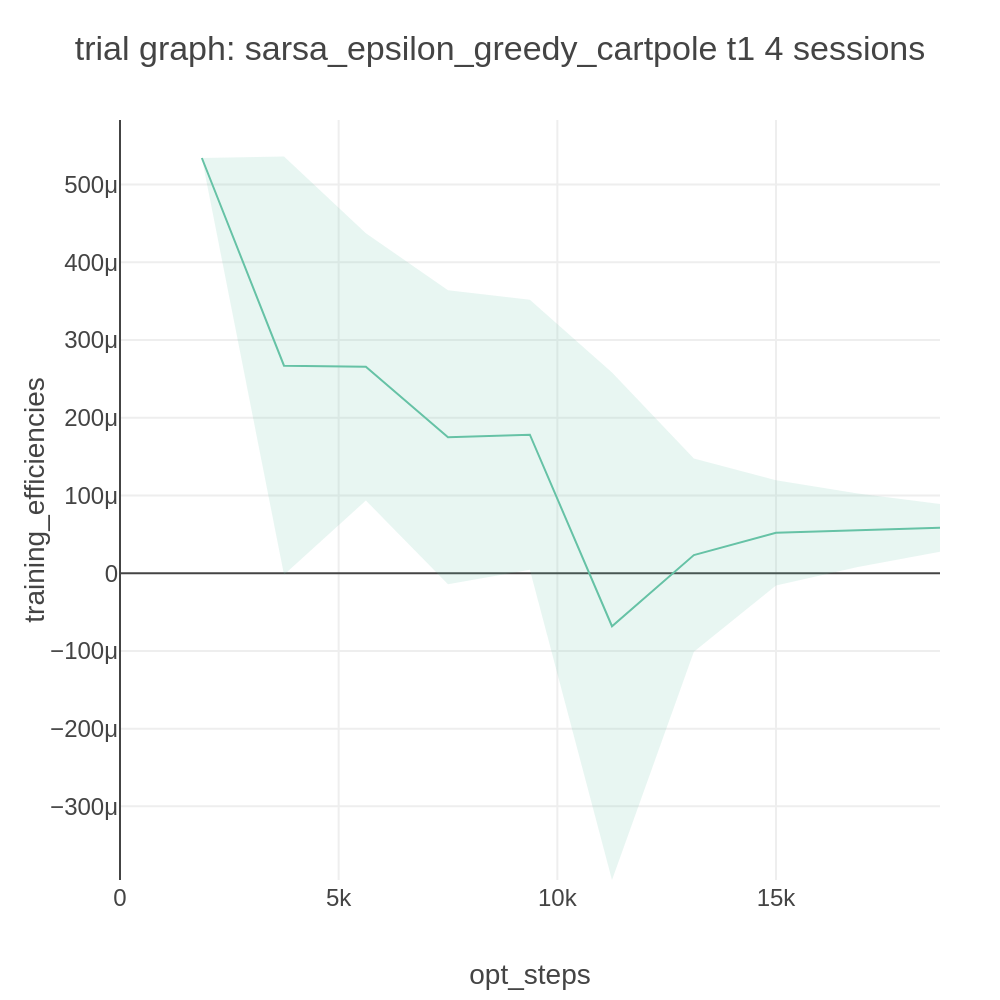 trial graph: sarsa_epsilon_greedy_cartpole t1 4 sessions
500μ
400μ
300μ
200μ
100μ
0
−100μ
−200μ
−300μ
training_efficiencies
0
5k
10k
15k
opt_steps